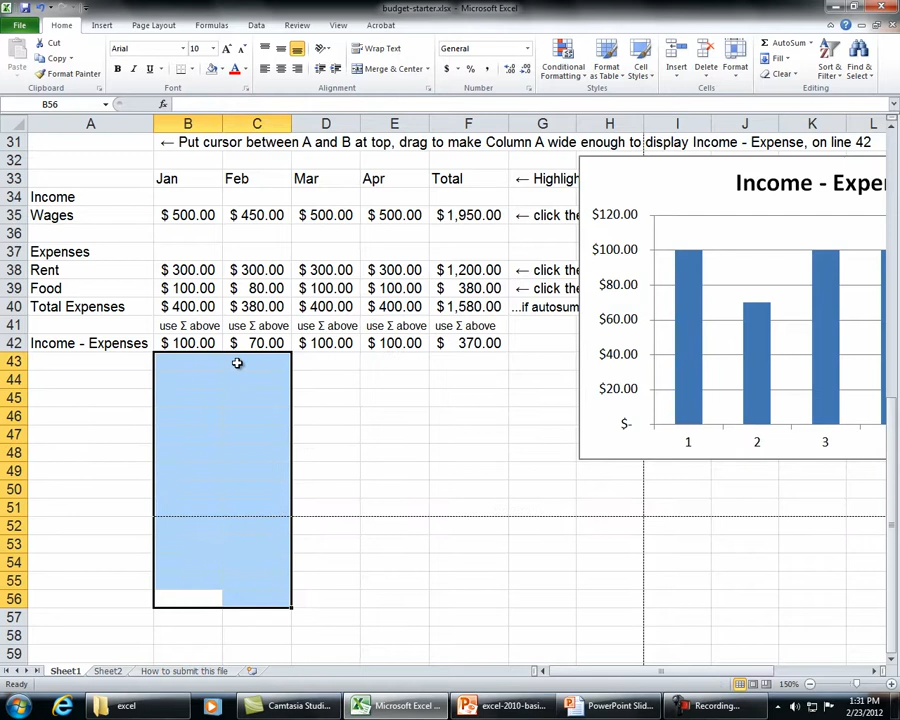 budget-starter.xlsx - Microsoft Excel
File Home Insert Page Layout Formulas Data Review View Acrobat
Paste Cut Copy Format Painter Clipboard
Arial 10 A A B I U A Font
Wrap Text Merge & Center Alignment
General $ % , Number
Conditional Formatting Format as Table Cell Styles Styles
Insert Delete Format Cells
Σ AutoSum Fill Clear Sort & Filter Find & Select Editing
B56 fx
A B C D E F G H I J K L
31 ← Put cursor between A and B at top, drag to make Column A wide enough to display Income - Expense, on line 42
32
33 Jan Feb Mar Apr Total ← Highligh
34 Income
35 Wages $ 500.00 $ 450.00 $ 500.00 $ 500.00 $ 1,950.00 ← click the
36
37 Expenses
38 Rent $ 300.00 $ 300.00 $ 300.00 $ 300.00 $ 1,200.00 ← click the
39 Food $ 100.00 $ 80.00 $ 100.00 $ 100.00 $ 380.00 ← click the
40 Total Expenses $ 400.00 $ 380.00 $ 400.00 $ 400.00 $ 1,580.00 ...if autosum
41 use Σ above use Σ above use Σ above use Σ above use Σ above
42 Income - Expenses $ 100.00 $ 70.00 $ 100.00 $ 100.00 $ 370.00
43
44
45
46
47
48
49
50
51
52
53
54
55
56
57
58
59
Income - Expe
$120.00
$100.00
$80.00
$60.00
$40.00
$20.00
$-
1 2 3
Sheet1 Sheet2 How to submit this file
Ready 150%
excel Camtasia Studi... Microsoft Excel ... excel-2010-basi... PowerPoint Slid... Recording... 1:31 PM
2/23/2012